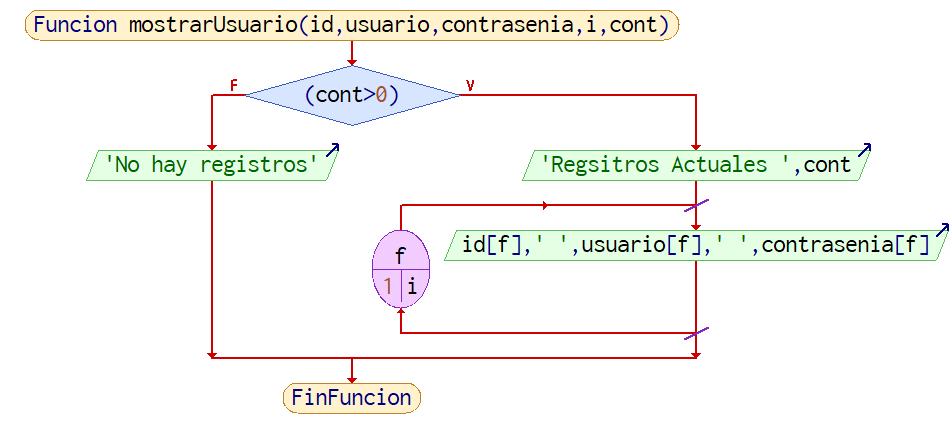 Funcion mostrarUsuario(id,usuario,contrasenia,i,cont)
F
V
(cont>0)
'No hay registros'
'Regsitros Actuales ',cont
f
1 i
id[f],' ',usuario[f],' ',contrasenia[f]
FinFuncion